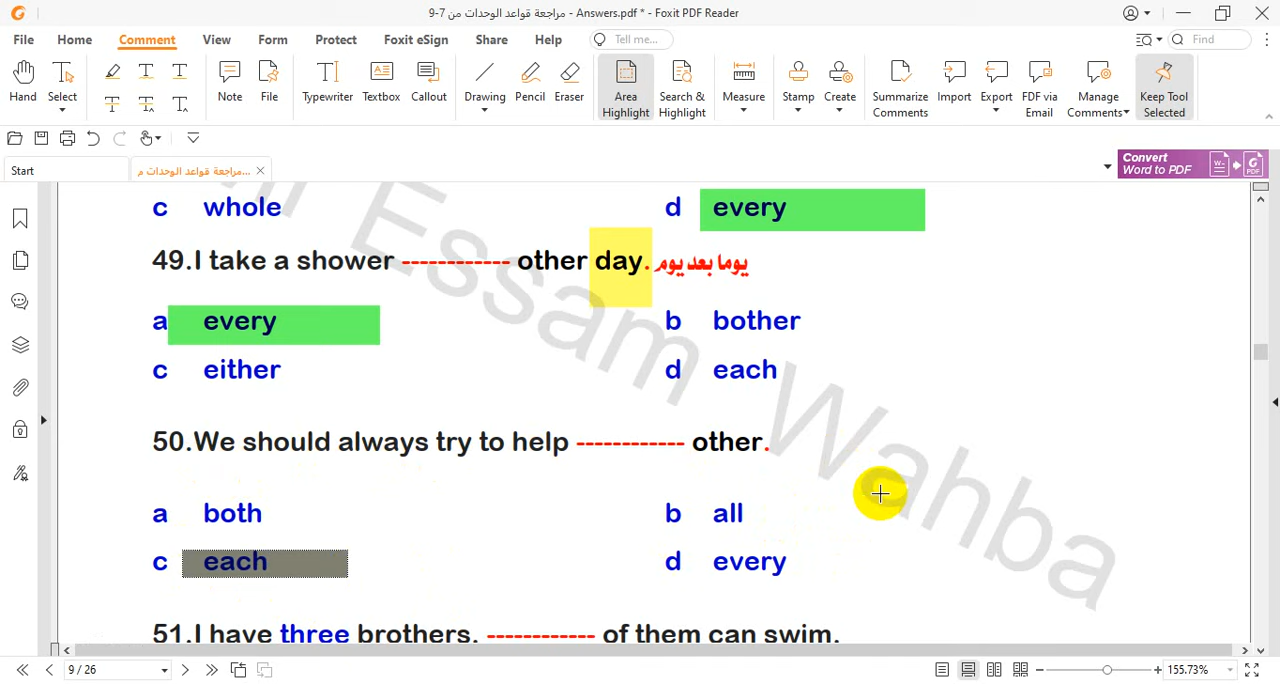 مراجعة قواعد الوحدات من 7-9 - Answers.pdf * - Foxit PDF Reader
File Home Comment View Form Protect Foxit eSign Share Help Tell me... Find
Hand Select Note File Typewriter Textbox Callout Drawing Pencil Eraser Area Highlight Search & Highlight Measure Stamp Create Summarize Comments Import Export PDF via Email Manage Comments Keep Tool Selected
Start مراجعة قواعد الوحدات م... Convert Word to PDF
c whole d every
49.I take a shower ------------ other day. يوما بعد يوم
a every b bother
c either d each
50.We should always try to help ------------ other.
a both b all
c each d every
51.I have three brothers. ------------ of them can swim.
Mr Essam Wahba
9 / 26 155.73%